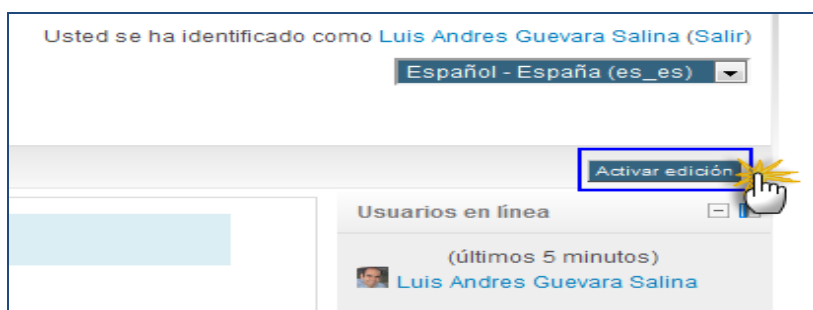 Usted se ha identificado como Luis Andres Guevara Salina (Salir)
Español - España (es_es)
Activar edición
Usuarios en línea
(últimos 5 minutos)
Luis Andres Guevara Salina